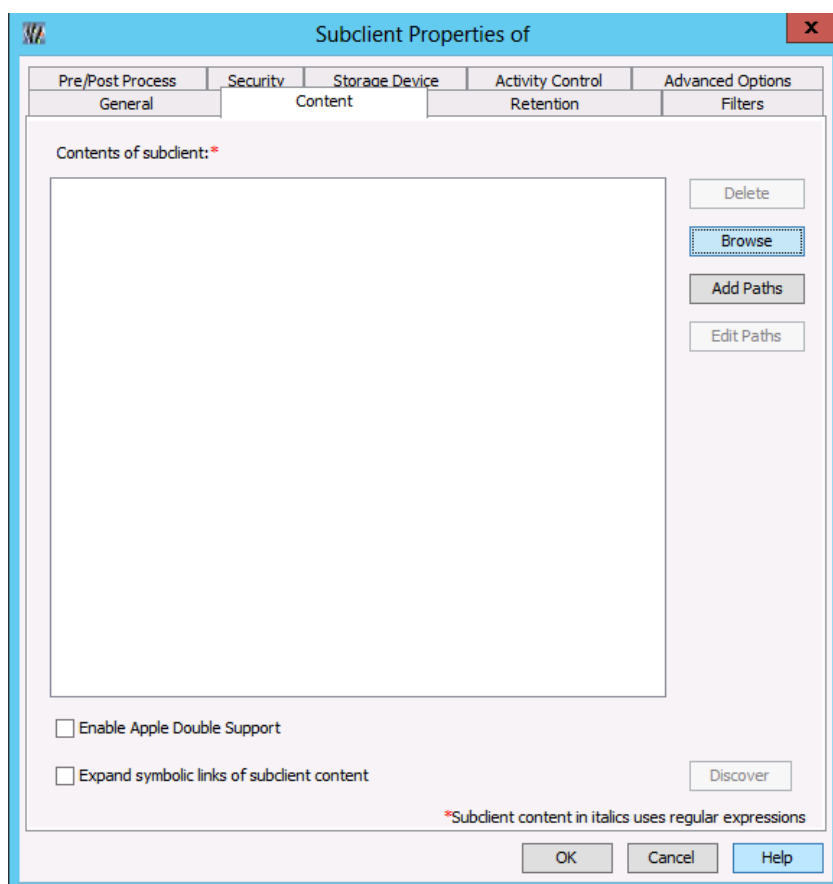 Subclient Properties of
x
Pre/Post Process Security Storage Device Activity Control Advanced Options
General Content Retention Filters
Contents of subclient:*
Delete
Browse
Add Paths
Edit Paths
Enable Apple Double Support
Expand symbolic links of subclient content Discover
*Subclient content in italics uses regular expressions
OK Cancel Help